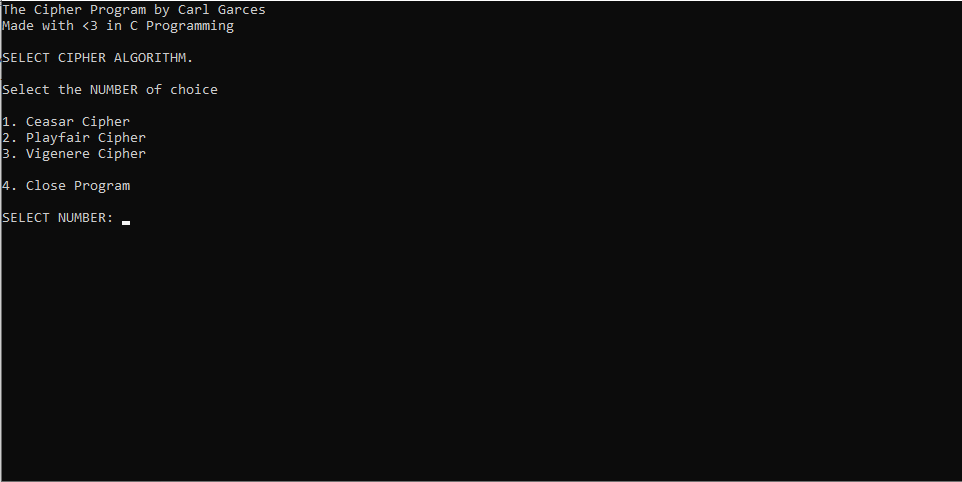 The Cipher Program by Carl Garces
Made with <3 in C Programming
SELECT CIPHER ALGORITHM.
Select the NUMBER of choice
1. Ceasar Cipher
2. Playfair Cipher
3. Vigenere Cipher
4. Close Program
SELECT NUMBER: